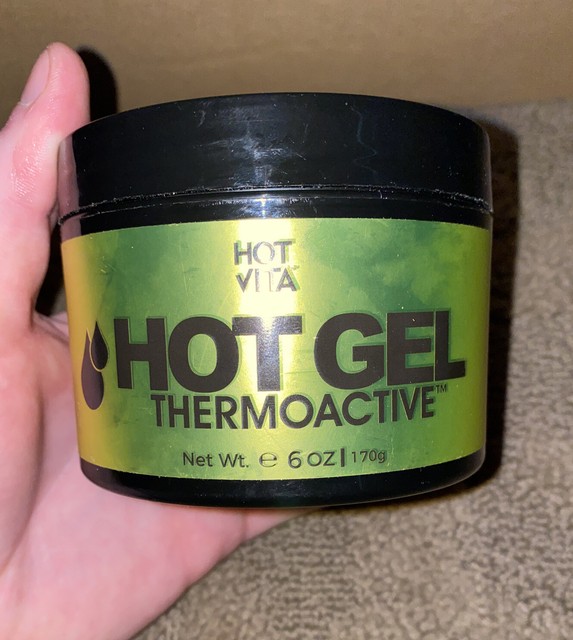 HOT
VITA
HOT GEL
THERMOACTIVE™
Net Wt. ℮ 6 OZ | 170g